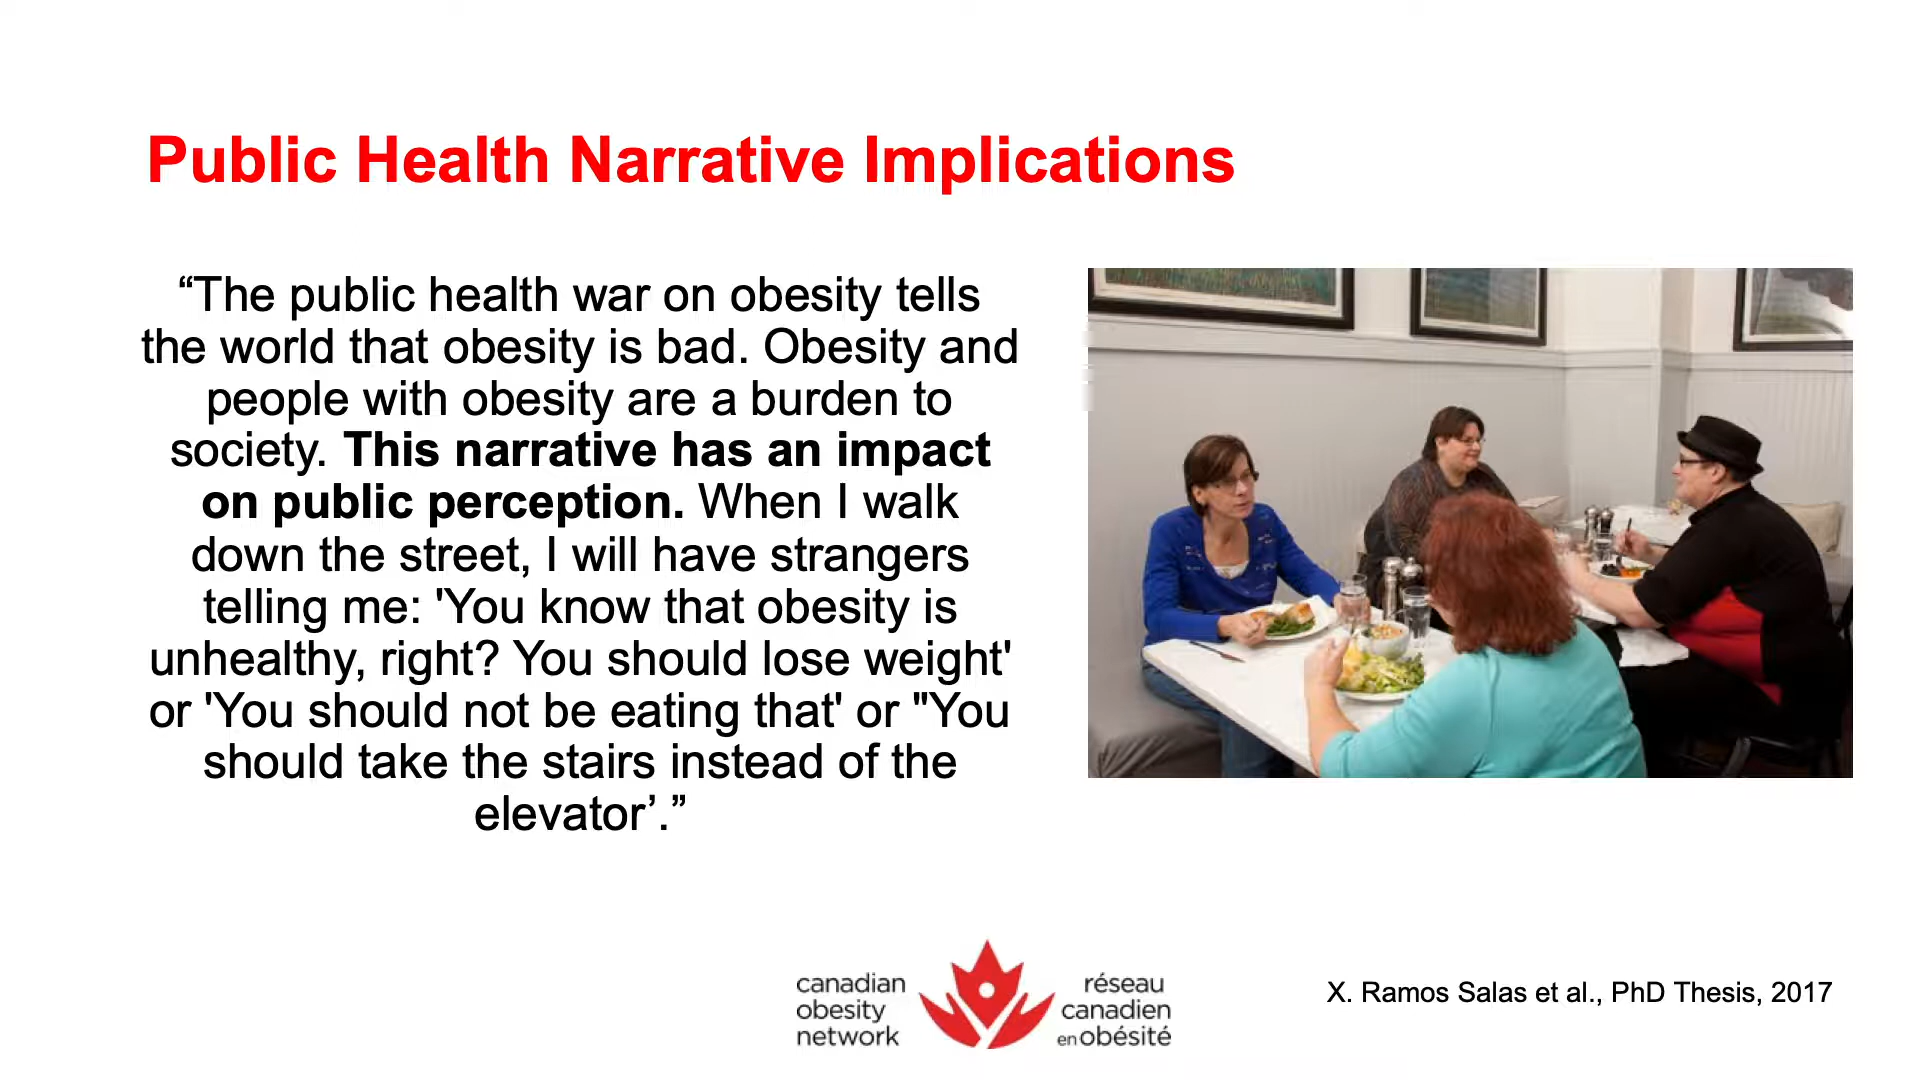 Public Health Narrative Implications
“The public health war on obesity tells
the world that obesity is bad. Obesity and
people with obesity are a burden to
society. This narrative has an impact
on public perception. When I walk
down the street, I will have strangers
telling me: 'You know that obesity is
unhealthy, right? You should lose weight'
or 'You should not be eating that' or "You
should take the stairs instead of the
elevator’.”
canadian
obesity
network
réseau
canadien
en obésité
X. Ramos Salas et al., PhD Thesis, 2017